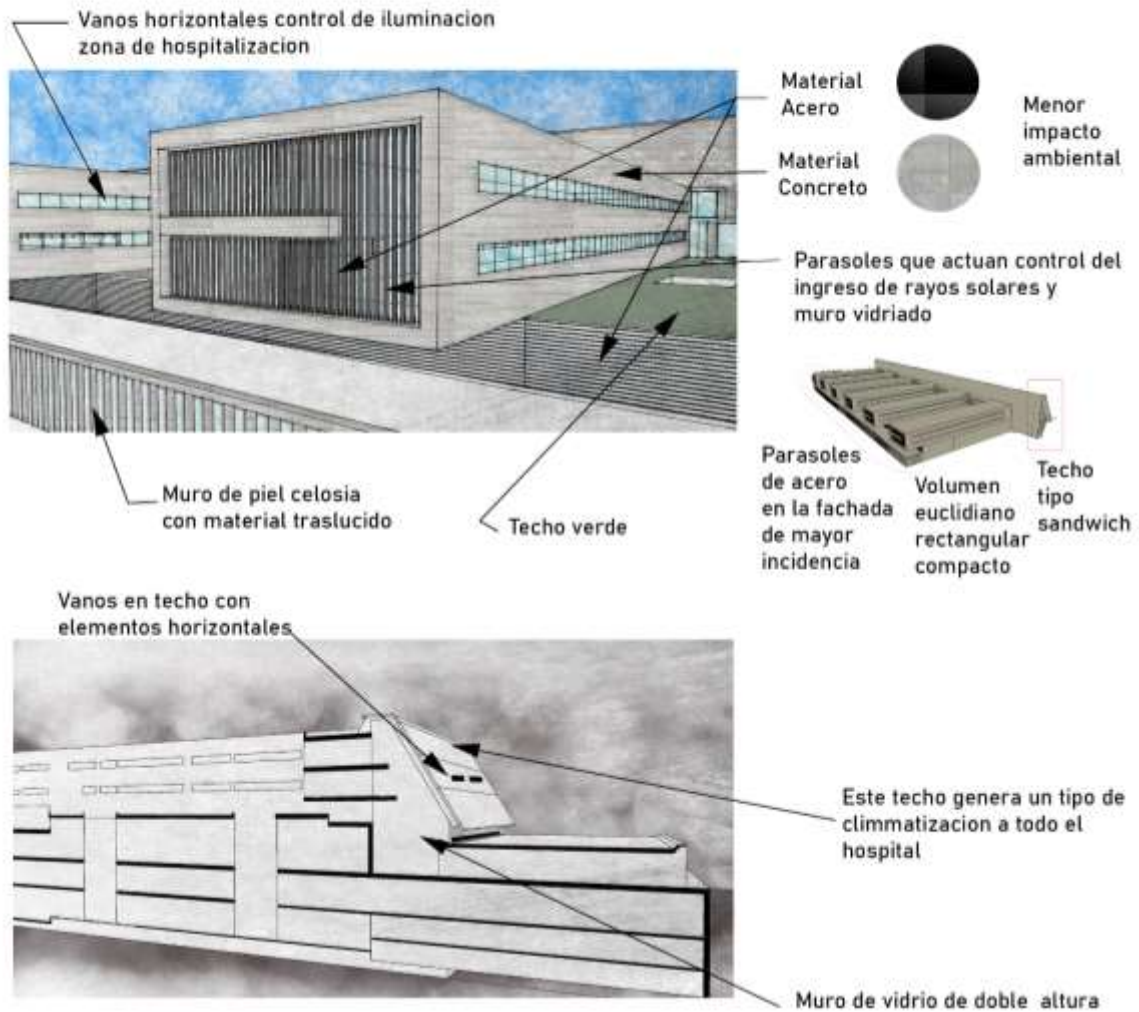 Vanos horizontales control de iluminacion
zona de hospitalizacion
Material
Acero
Menor
impacto
ambiental
Material
Concreto
Parasoles que actuan control del
ingreso de rayos solares y
muro vidriado
Muro de piel celosia
con material traslucido
Techo verde
Parasoles
de acero
en la fachada
de mayor
incidencia
Volumen
euclidiano
rectangular
compacto
Techo
tipo
sandwich
Vanos en techo con
elementos horizontales
Este techo genera un tipo de
climmatizacion a todo el
hospital
Muro de vidrio de doble altura